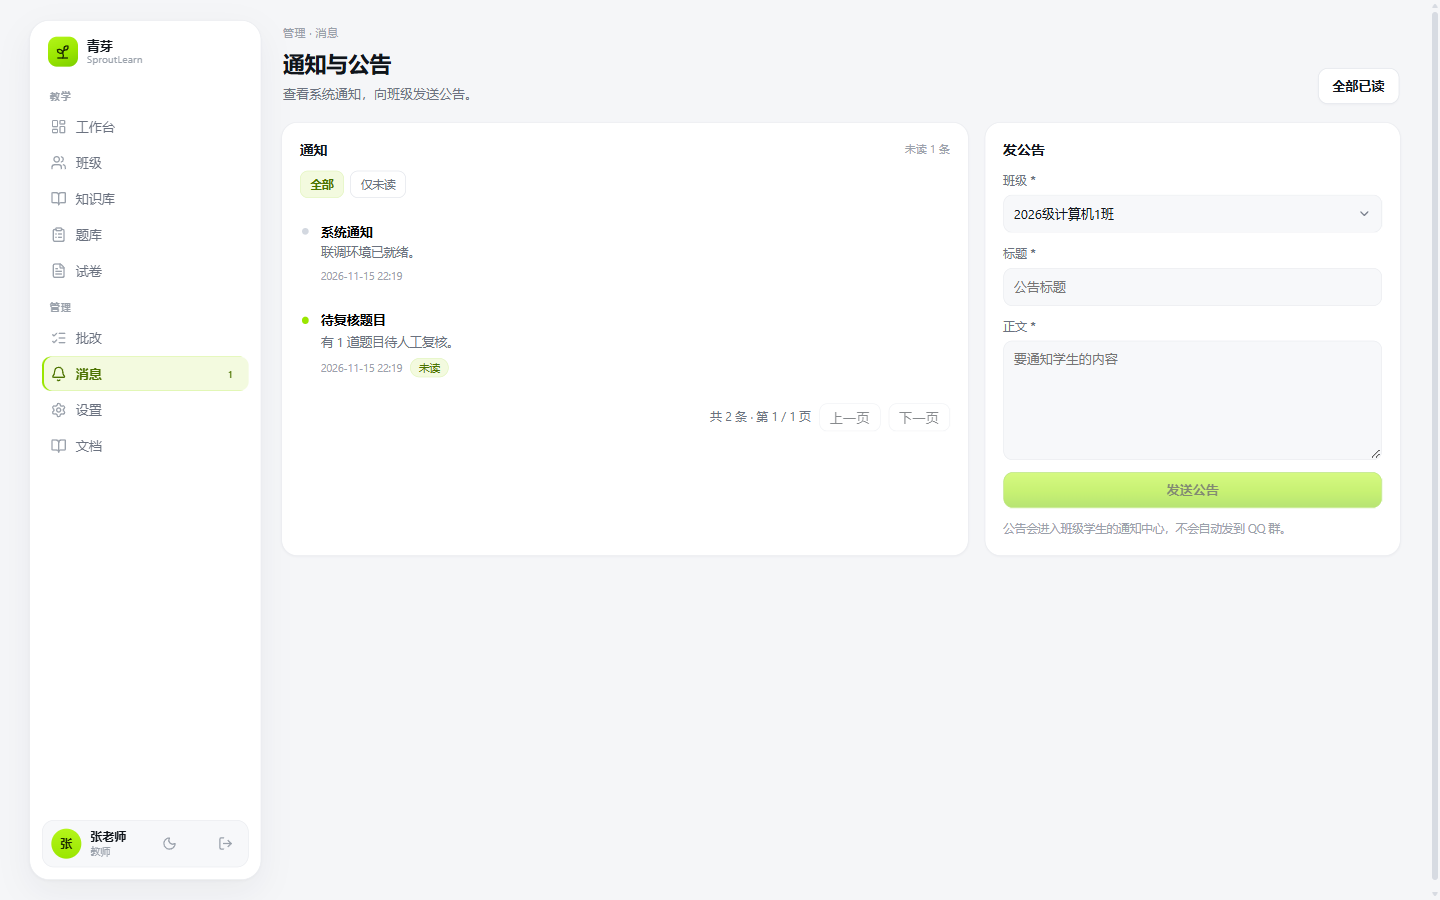 青芽
SproutLearn
教学
工作台
班级
知识库
题库
试卷
管理
批改
消息 1
设置
文档
张 张老师
教师
管理 · 消息
通知与公告
查看系统通知，向班级发送公告。
全部已读
通知 未读 1 条
全部 仅未读
系统通知
联调环境已就绪。
2026-11-15 22:19
待复核题目
有 1 道题目待人工复核。
2026-11-15 22:19 未读
共 2 条 · 第 1 / 1 页 上一页 下一页
发公告
班级 *
2026级计算机1班
标题 *
公告标题
正文 *
要通知学生的内容
发送公告
公告会进入班级学生的通知中心，不会自动发到 QQ 群。